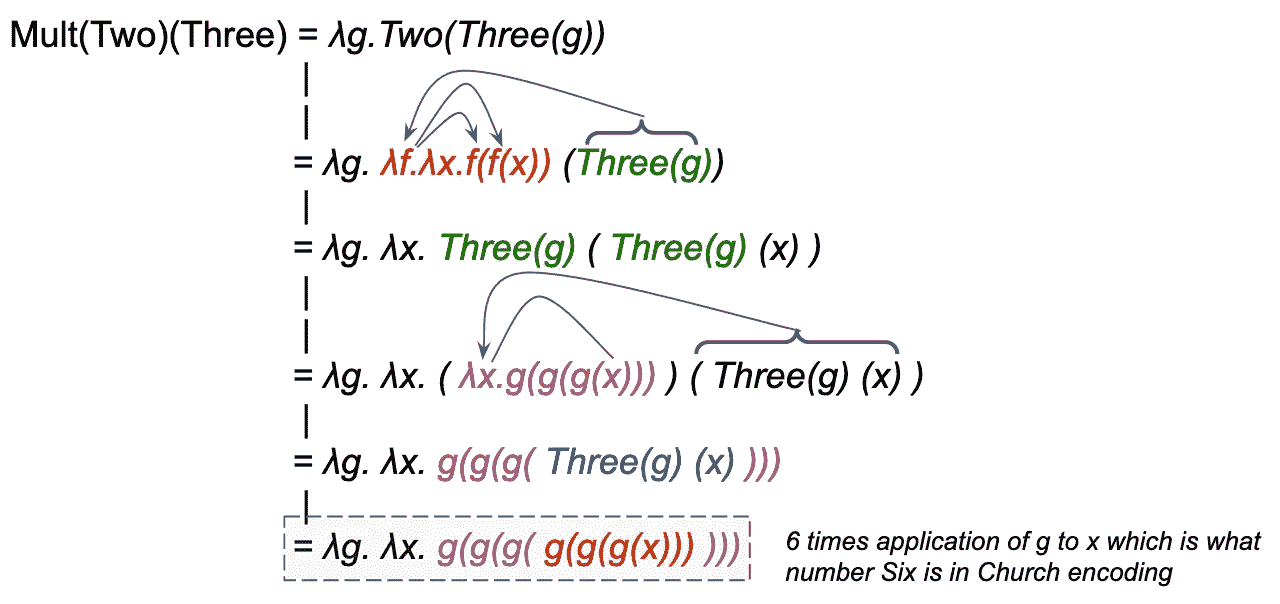 Mult(Two)(Three) = λg.Two(Three(g))
= λg. λf.λx.f(f(x)) (Three(g))
= λg. λx. Three(g) ( Three(g) (x) )
= λg. λx. ( λx.g(g(g(x))) ) ( Three(g) (x) )
= λg. λx. g(g(g( Three(g) (x) )))
= λg. λx. g(g(g( g(g(g(x))) )))
6 times application of g to x which is what
number Six is in Church encoding